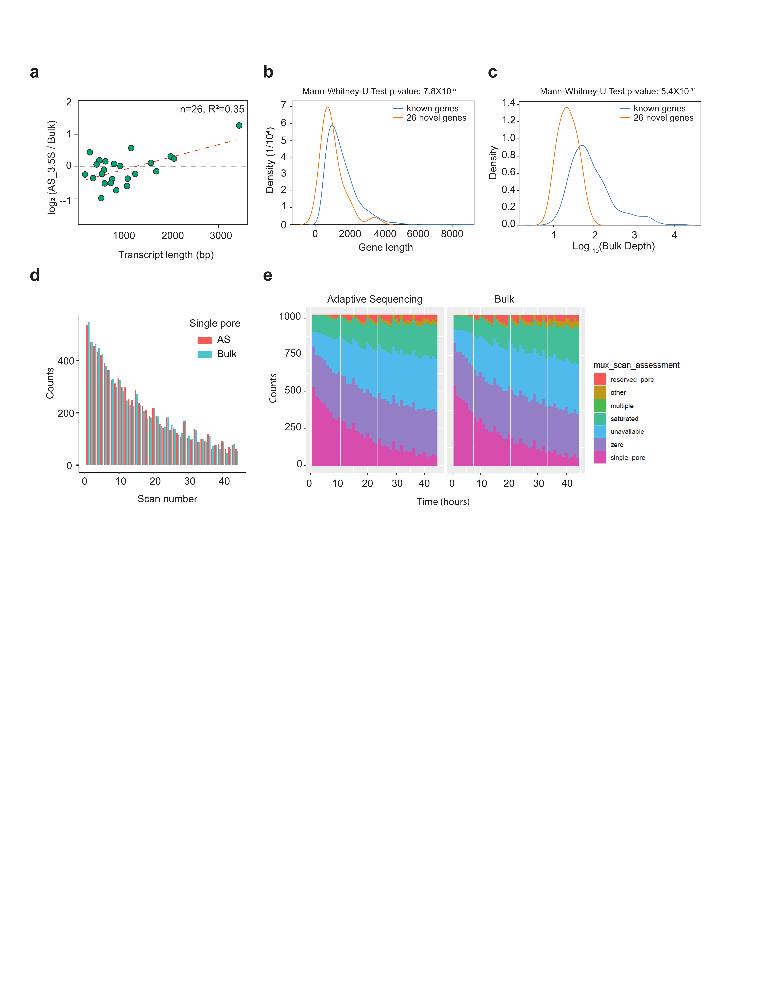 a
b
c
n=26, R²=0.35
log₂ (AS_3.5S / Bulk)
2
1
0
--1
1000 2000 3000
Transcript length (bp)
Mann-Whitney-U Test p-value: 7.8X10⁻⁵
known genes
26 novel genes
Density (1/10⁴)
7
6
5
4
3
2
1
0
0 2000 4000 6000 8000
Gene length
Mann-Whitney-U Test p-value: 5.4X10⁻¹¹
known genes
26 novel genes
Density
1.4
1.2
1.0
0.8
0.6
0.4
0.2
0.0
1 2 3 4
Log ₁₀(Bulk Depth)
d
e
Single pore
AS
Bulk
Counts
400
200
0
0 10 20 30 40
Scan number
Adaptive Sequencing
Bulk
Counts
1000
750
500
250
0
0 10 20 30 40
0 10 20 30 40
Time (hours)
mux_scan_assessment
reserved_pore
other
multiple
saturated
unavailable
zero
single_pore